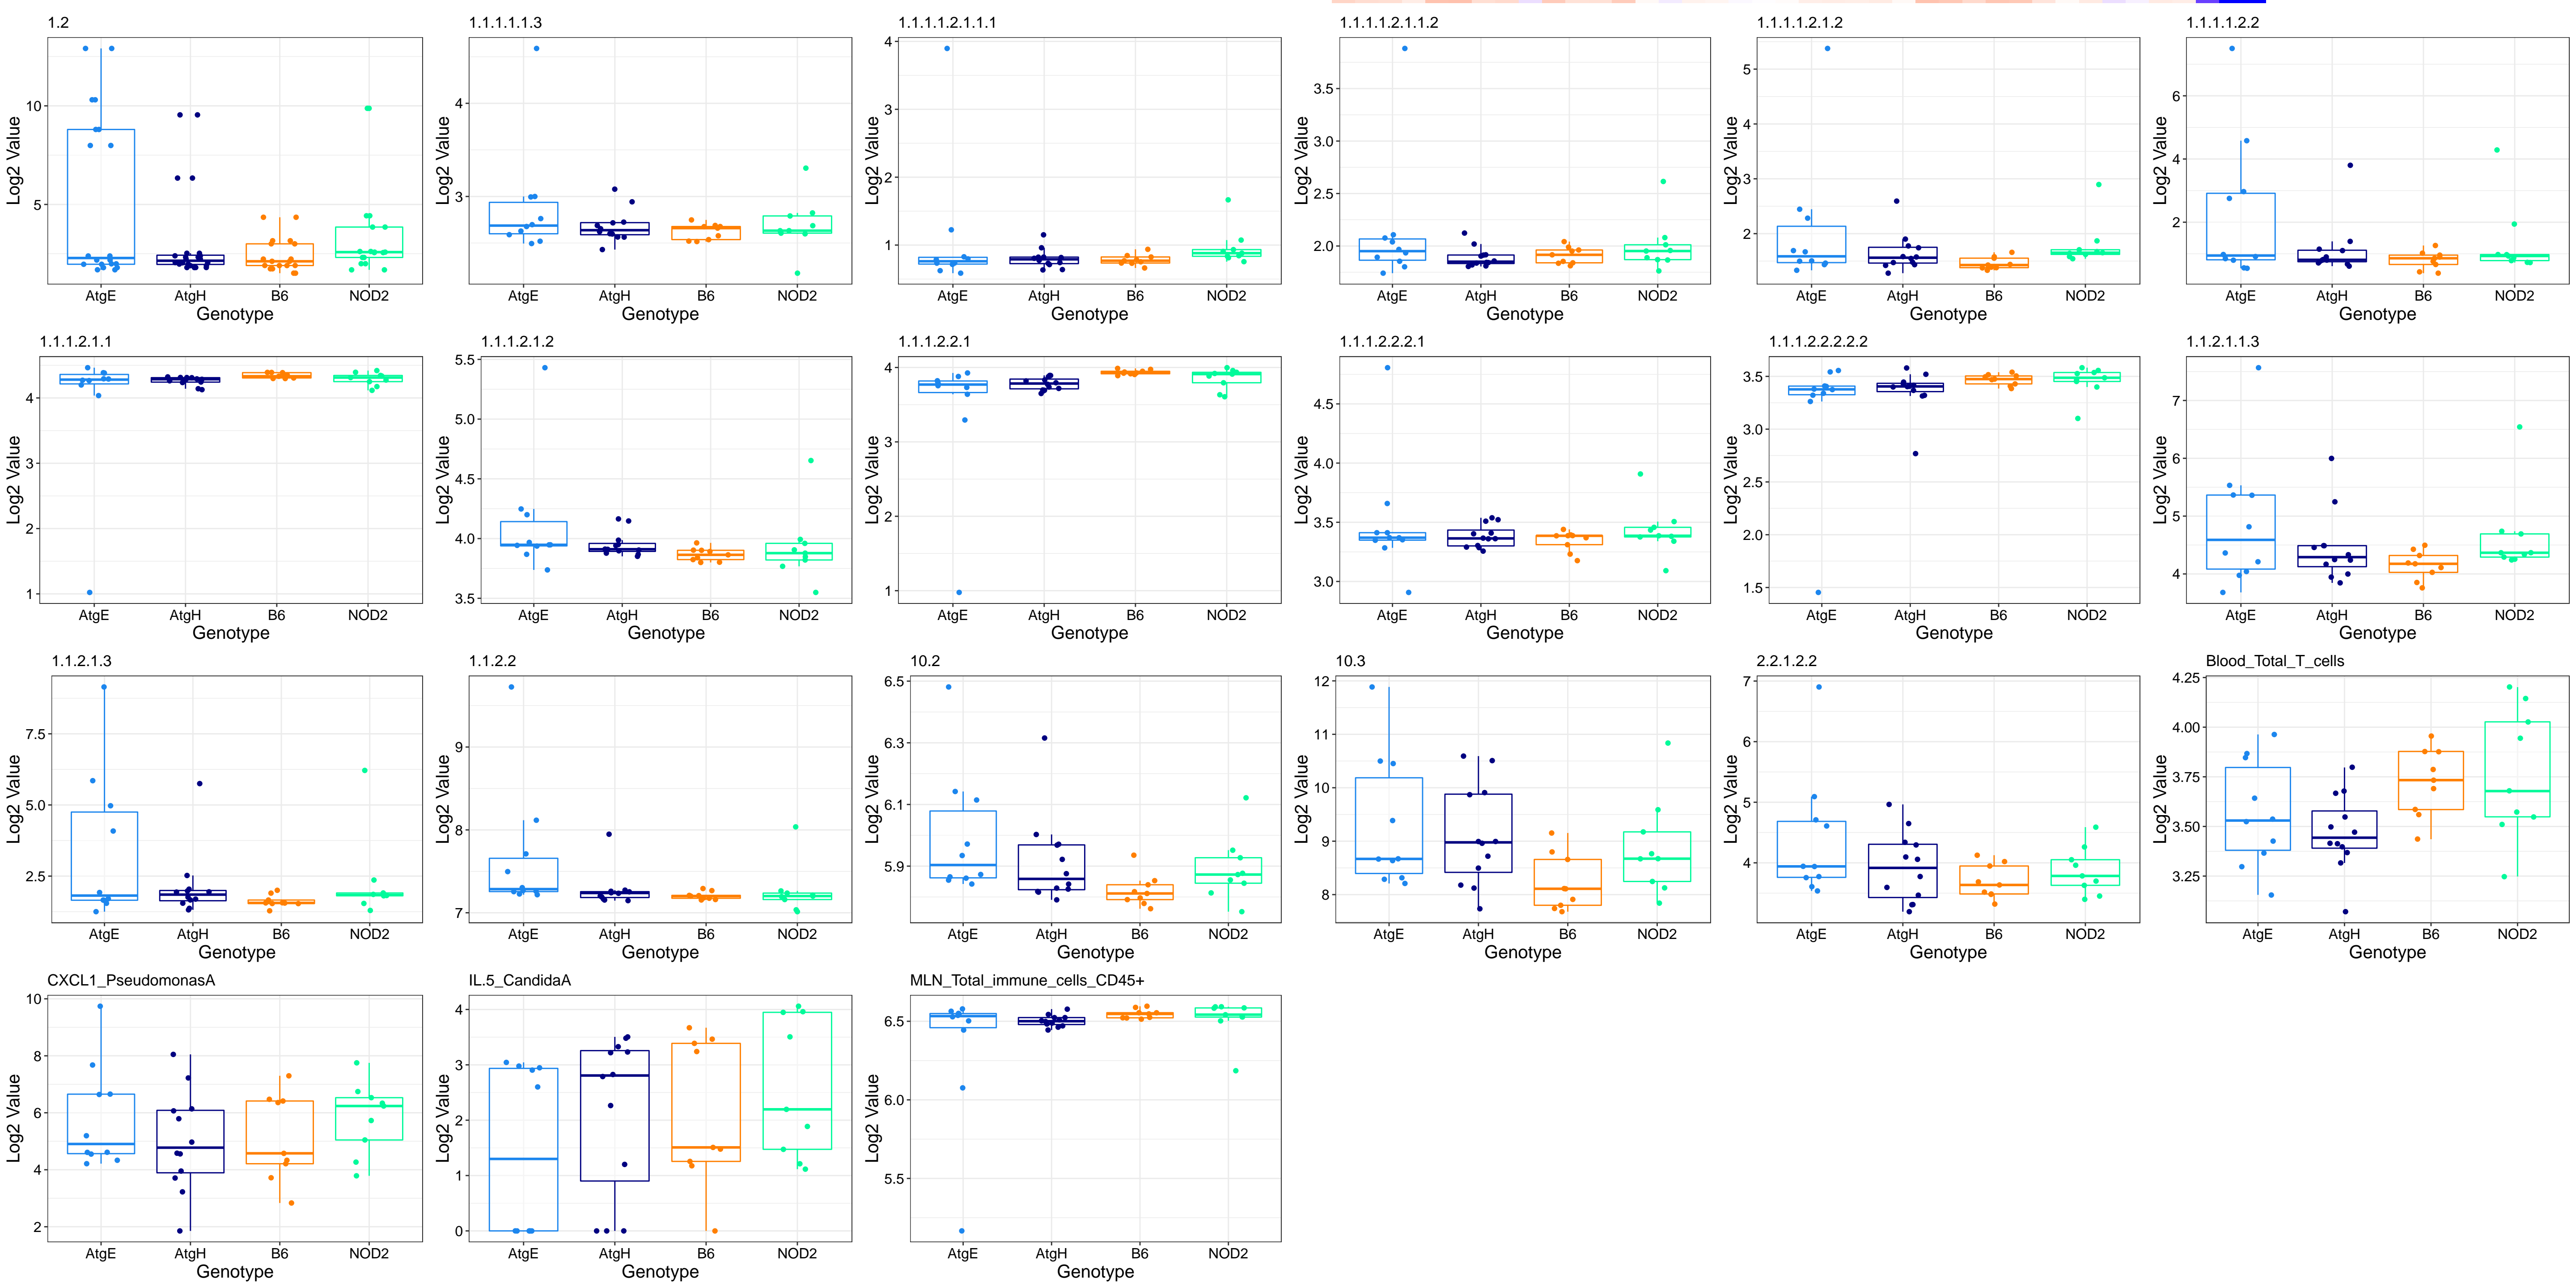 1.2 1.1.1.1.1.1.3 1.1.1.1.1.2.1.1.1.1 1.1.1.1.1.2.1.1.1.2 1.1.1.1.1.2.1.2 1.1.1.1.1.2.2
10 5 4 3 4 3 2 1 3.5 3.0 2.5 2.0 5 4 3 2 6 4 2
Log2 Value Log2 Value Log2 Value Log2 Value Log2 Value Log2 Value
AtgE AtgH B6 NOD2 AtgE AtgH B6 NOD2 AtgE AtgH B6 NOD2 AtgE AtgH B6 NOD2 AtgE AtgH B6 NOD2 AtgE AtgH B6 NOD2
Genotype Genotype Genotype Genotype Genotype Genotype
1.1.1.1.2.1.1 1.1.1.1.2.1.2 1.1.1.1.2.2.1 1.1.1.1.2.2.2.1 1.1.1.1.2.2.2.2.2 1.1.1.2.1.1.3
4 3 2 1 5.5 5.0 4.5 4.0 3.5 4 3 2 1 4.5 4.0 3.5 3.0 3.5 3.0 2.5 2.0 1.5 7 6 5 4
Log2 Value Log2 Value Log2 Value Log2 Value Log2 Value Log2 Value
AtgE AtgH B6 NOD2 AtgE AtgH B6 NOD2 AtgE AtgH B6 NOD2 AtgE AtgH B6 NOD2 AtgE AtgH B6 NOD2 AtgE AtgH B6 NOD2
Genotype Genotype Genotype Genotype Genotype Genotype
1.1.2.1.3 1.1.2.2 10.2 10.3 2.2.1.2.2 Blood_Total_T_cells
7.5 5.0 2.5 9 8 7 6.5 6.3 6.1 5.9 12 11 10 9 8 7 6 5 4 4.25 4.00 3.75 3.50 3.25
Log2 Value Log2 Value Log2 Value Log2 Value Log2 Value Log2 Value
AtgE AtgH B6 NOD2 AtgE AtgH B6 NOD2 AtgE AtgH B6 NOD2 AtgE AtgH B6 NOD2 AtgE AtgH B6 NOD2 AtgE AtgH B6 NOD2
Genotype Genotype Genotype Genotype Genotype Genotype
CXCL1_PseudomonasA IL.5_CandidaA MLN_Total_immune_cells_CD45+
10 8 6 4 2 4 3 2 1 0 6.5 6.0 5.5
Log2 Value Log2 Value Log2 Value
AtgE AtgH B6 NOD2 AtgE AtgH B6 NOD2 AtgE AtgH B6 NOD2
Genotype Genotype Genotype